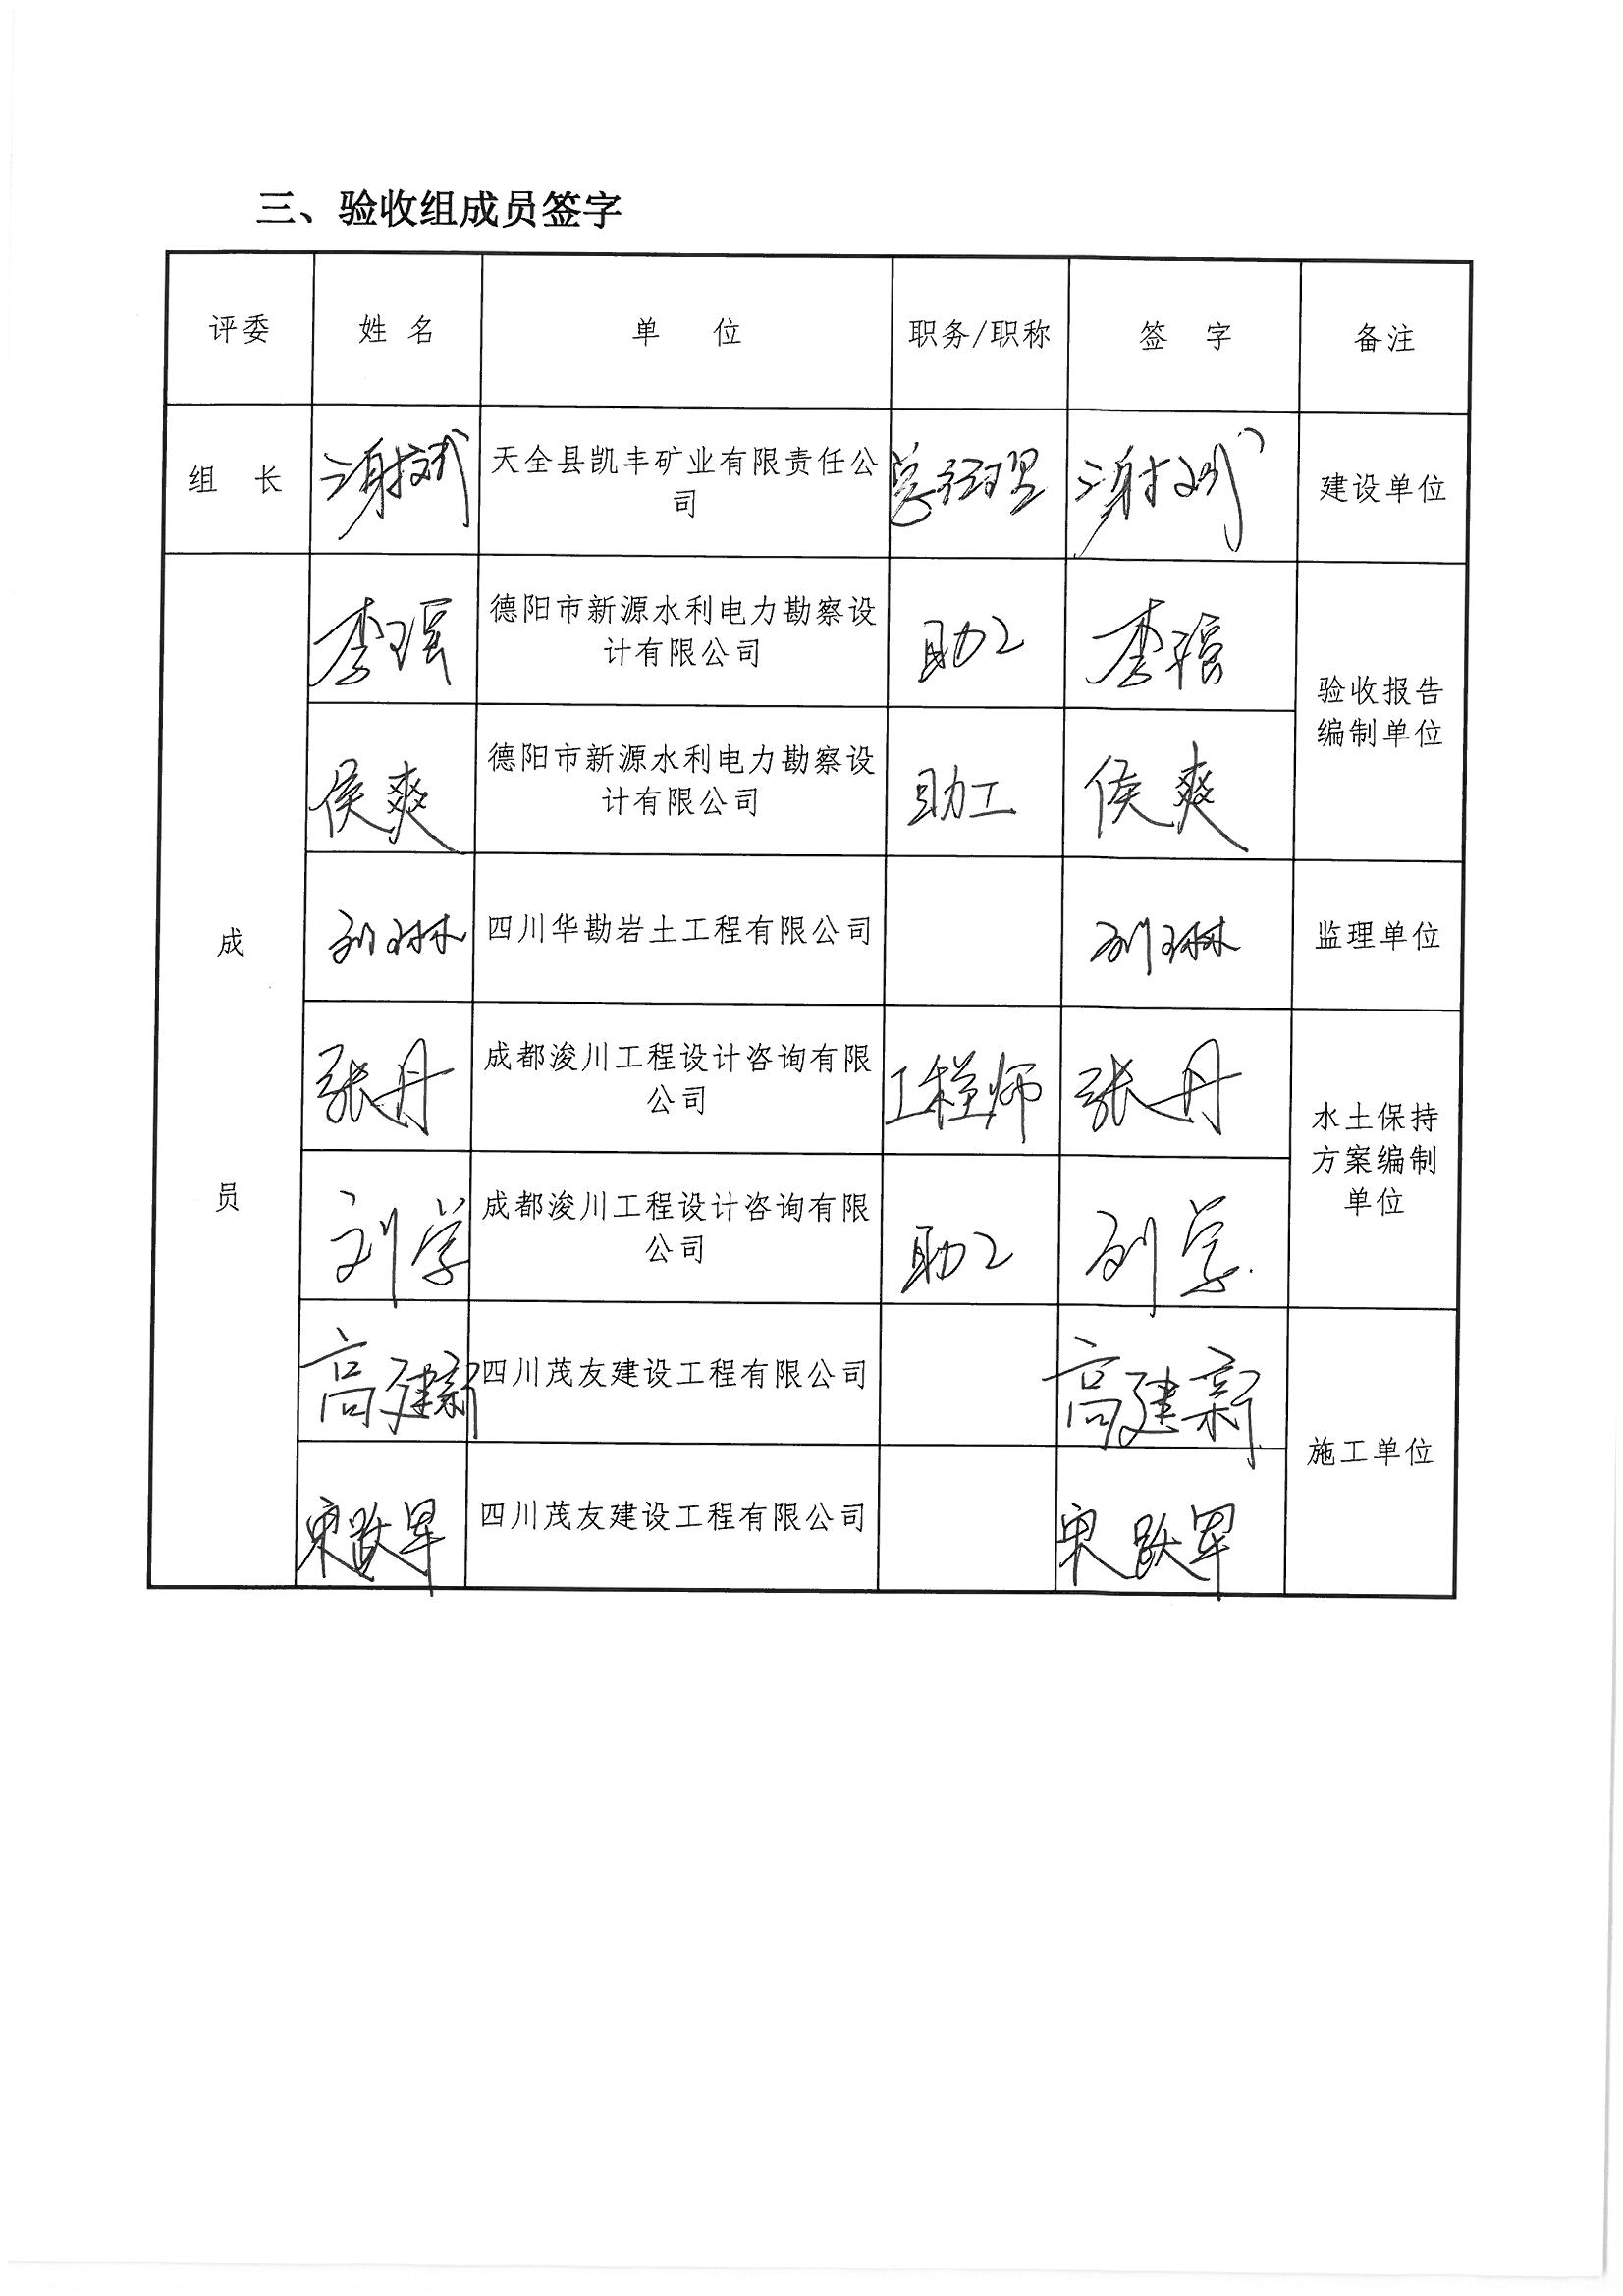 三、验收组成员签字
评委 姓名 单位 职务/职称 签字 备注
组长 谢斌 天全县凯丰矿业有限责任公
司 总经理 谢斌 建设单位
成
员
李瑶 德阳市新源水利电力勘察设
计有限公司 助工 李瑶
验收报告
编制单位
侯爽 德阳市新源水利电力勘察设
计有限公司 助工 侯爽
刘琳 四川华勘岩土工程有限公司 刘琳 监理单位
张丹 成都浚川工程设计咨询有限
公司 工程师 张丹
水土保持
方案编制
单位
刘学 成都浚川工程设计咨询有限
公司 助工 刘学
高建新 四川茂友建设工程有限公司 高建新
施工单位
四川茂友建设工程有限公司